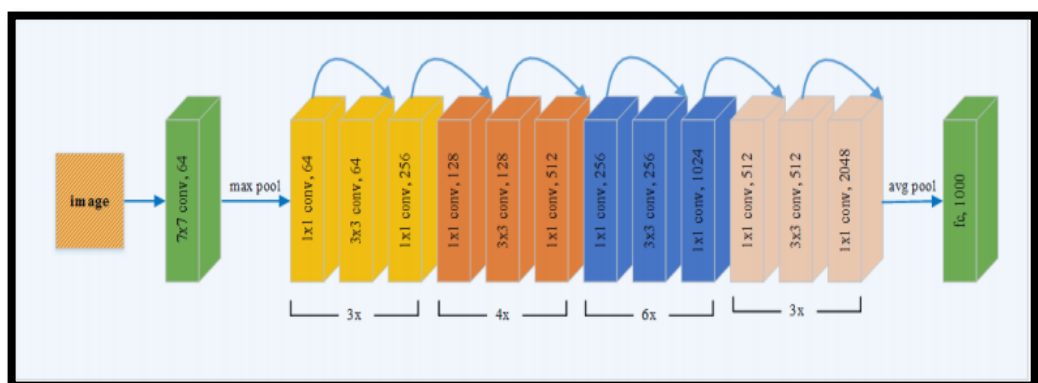 image
7x7 conv, 64
max pool
1x1 conv, 64
3x3 conv, 64
1x1 conv, 256
3x
1x1 conv, 128
3x3 conv, 128
1x1 conv, 512
4x
1x1 conv, 256
3x3 conv, 256
1x1 conv, 1024
6x
1x1 conv, 512
3x3 conv, 512
1x1 conv, 2048
3x
avg pool
fc, 1000